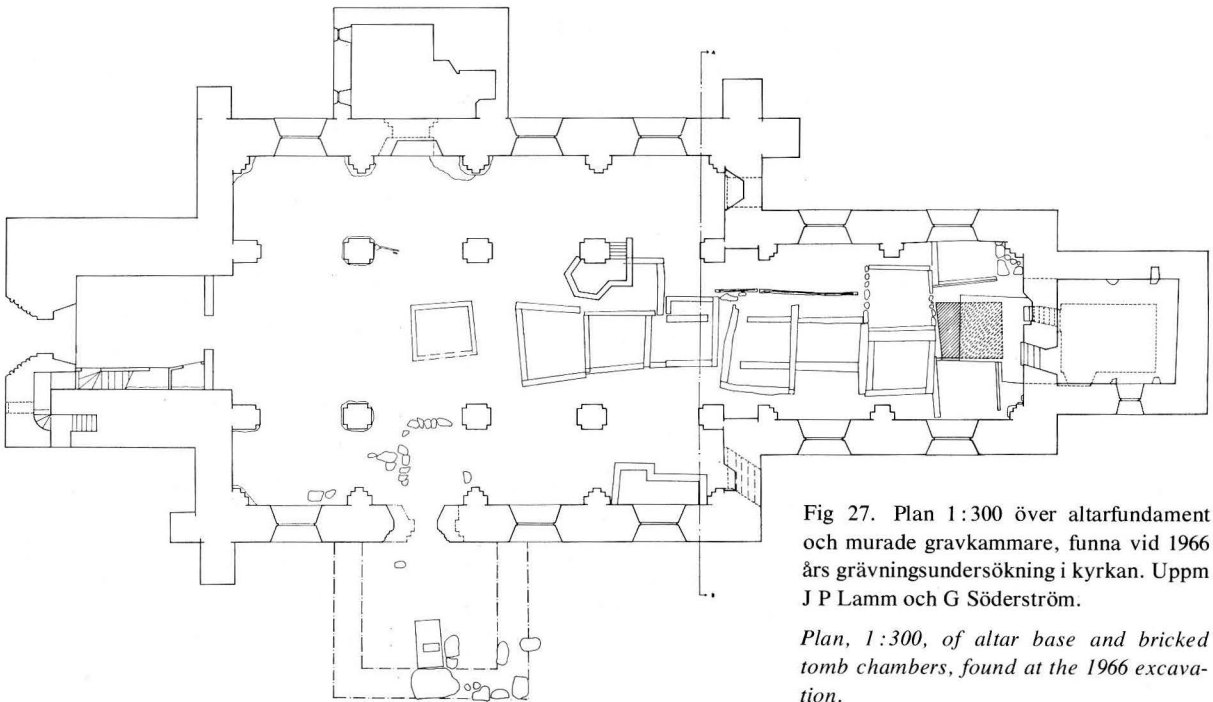 A
B
Fig 27. Plan 1:300 över altarfundament
och murade gravkammare, funna vid 1966
års grävningsundersökning i kyrkan. Uppm
J P Lamm och G Söderström.
Plan, 1:300, of altar base and bricked
tomb chambers, found at the 1966 excava-
tion.